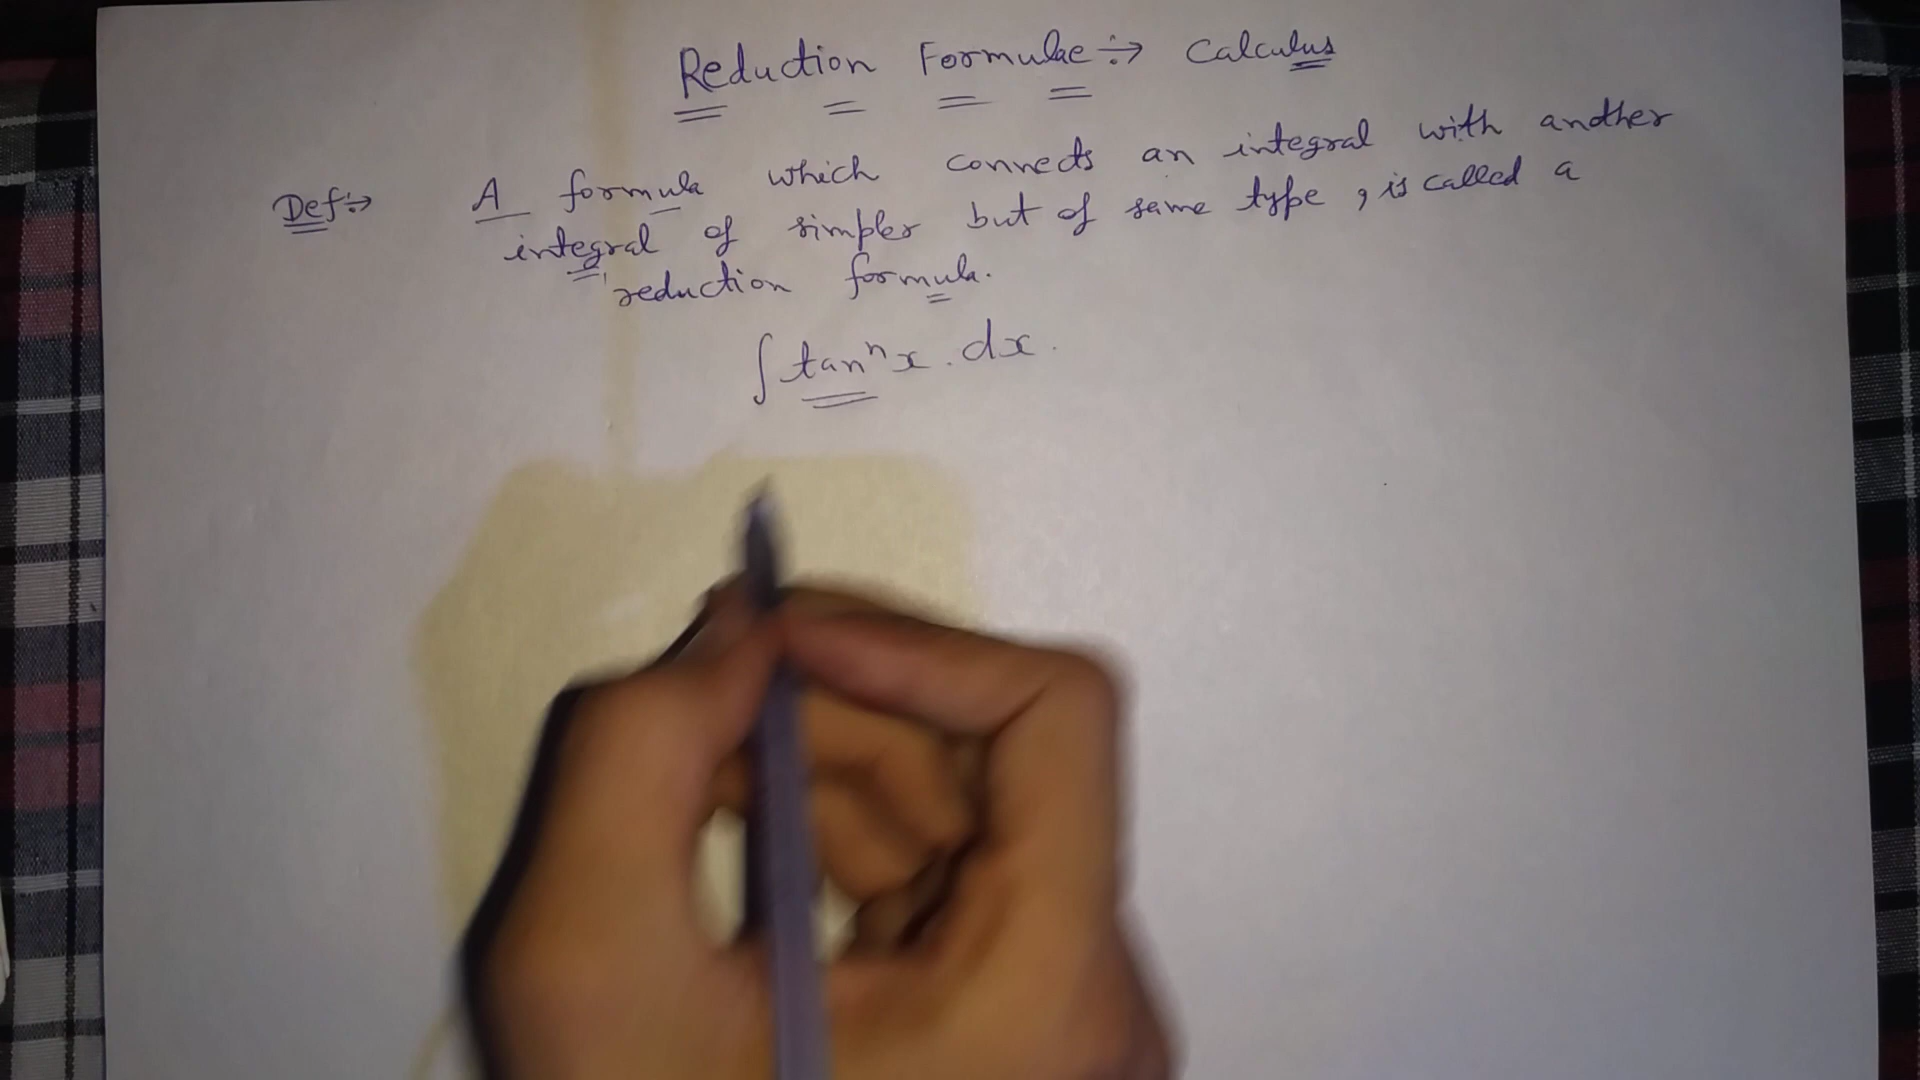 Reduction Formulae :→ Calculus
Def :→ A formula which connects an integral with another
integral of simpler but of same type, is called a
reduction formula.
∫ tanⁿx . dx .